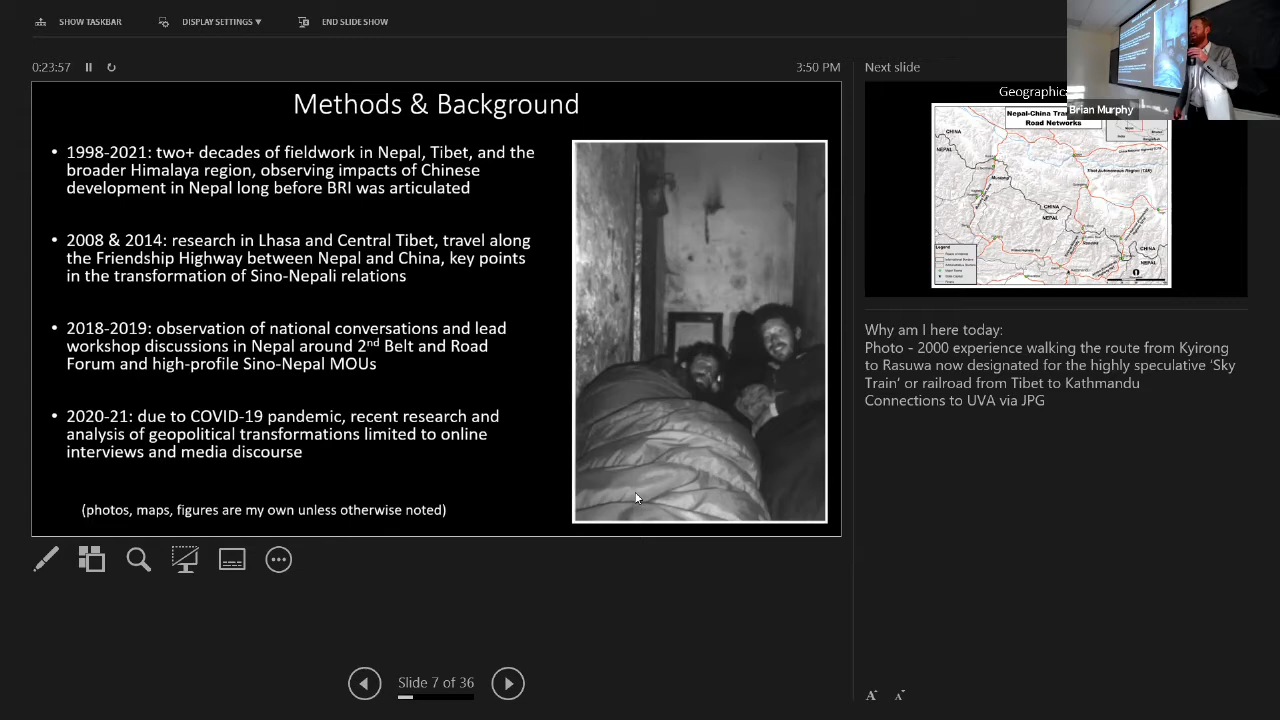 SHOW TASKBAR
DISPLAY SETTINGS ▼
END SLIDE SHOW
0:23:57
3:50 PM
Methods & Background
• 1998-2021: two+ decades of fieldwork in Nepal, Tibet, and the
broader Himalaya region, observing impacts of Chinese
development in Nepal long before BRI was articulated
• 2008 & 2014: research in Lhasa and Central Tibet, travel along
the Friendship Highway between Nepal and China, key points
in the transformation of Sino-Nepali relations
• 2018-2019: observation of national conversations and lead
workshop discussions in Nepal around 2nd Belt and Road
Forum and high-profile Sino-Nepal MOUs
• 2020-21: due to COVID-19 pandemic, recent research and
analysis of geopolitical transformations limited to online
interviews and media discourse
(photos, maps, figures are my own unless otherwise noted)
Slide 7 of 36
Next slide
Brian Murphy
Nepal-China
Road Networks
CHINA
NEPAL
Mustang
Tibet Autonomous Region
CHINA
NEPAL
CHINA
NEPAL
Legend
Why am I here today:
Photo - 2000 experience walking the route from Kyirong
to Rasuwa now designated for the highly speculative 'Sky
Train' or railroad from Tibet to Kathmandu
Connections to UVA via JPG
A
A